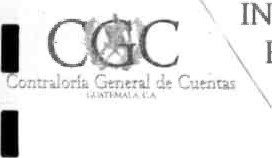 CGC
Contraloría General de Cuentas
GUATEMALA, C.A.
IN